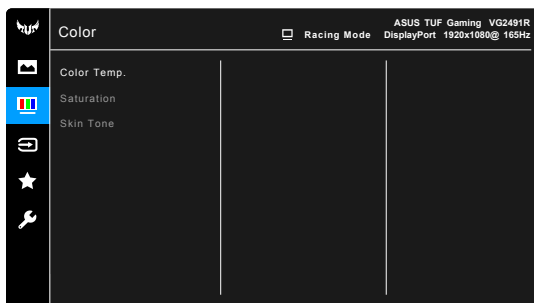 Color
Racing Mode
ASUS TUF Gaming VG2491R
DisplayPort 1920x1080@ 165Hz
Color Temp.
Saturation
Skin Tone